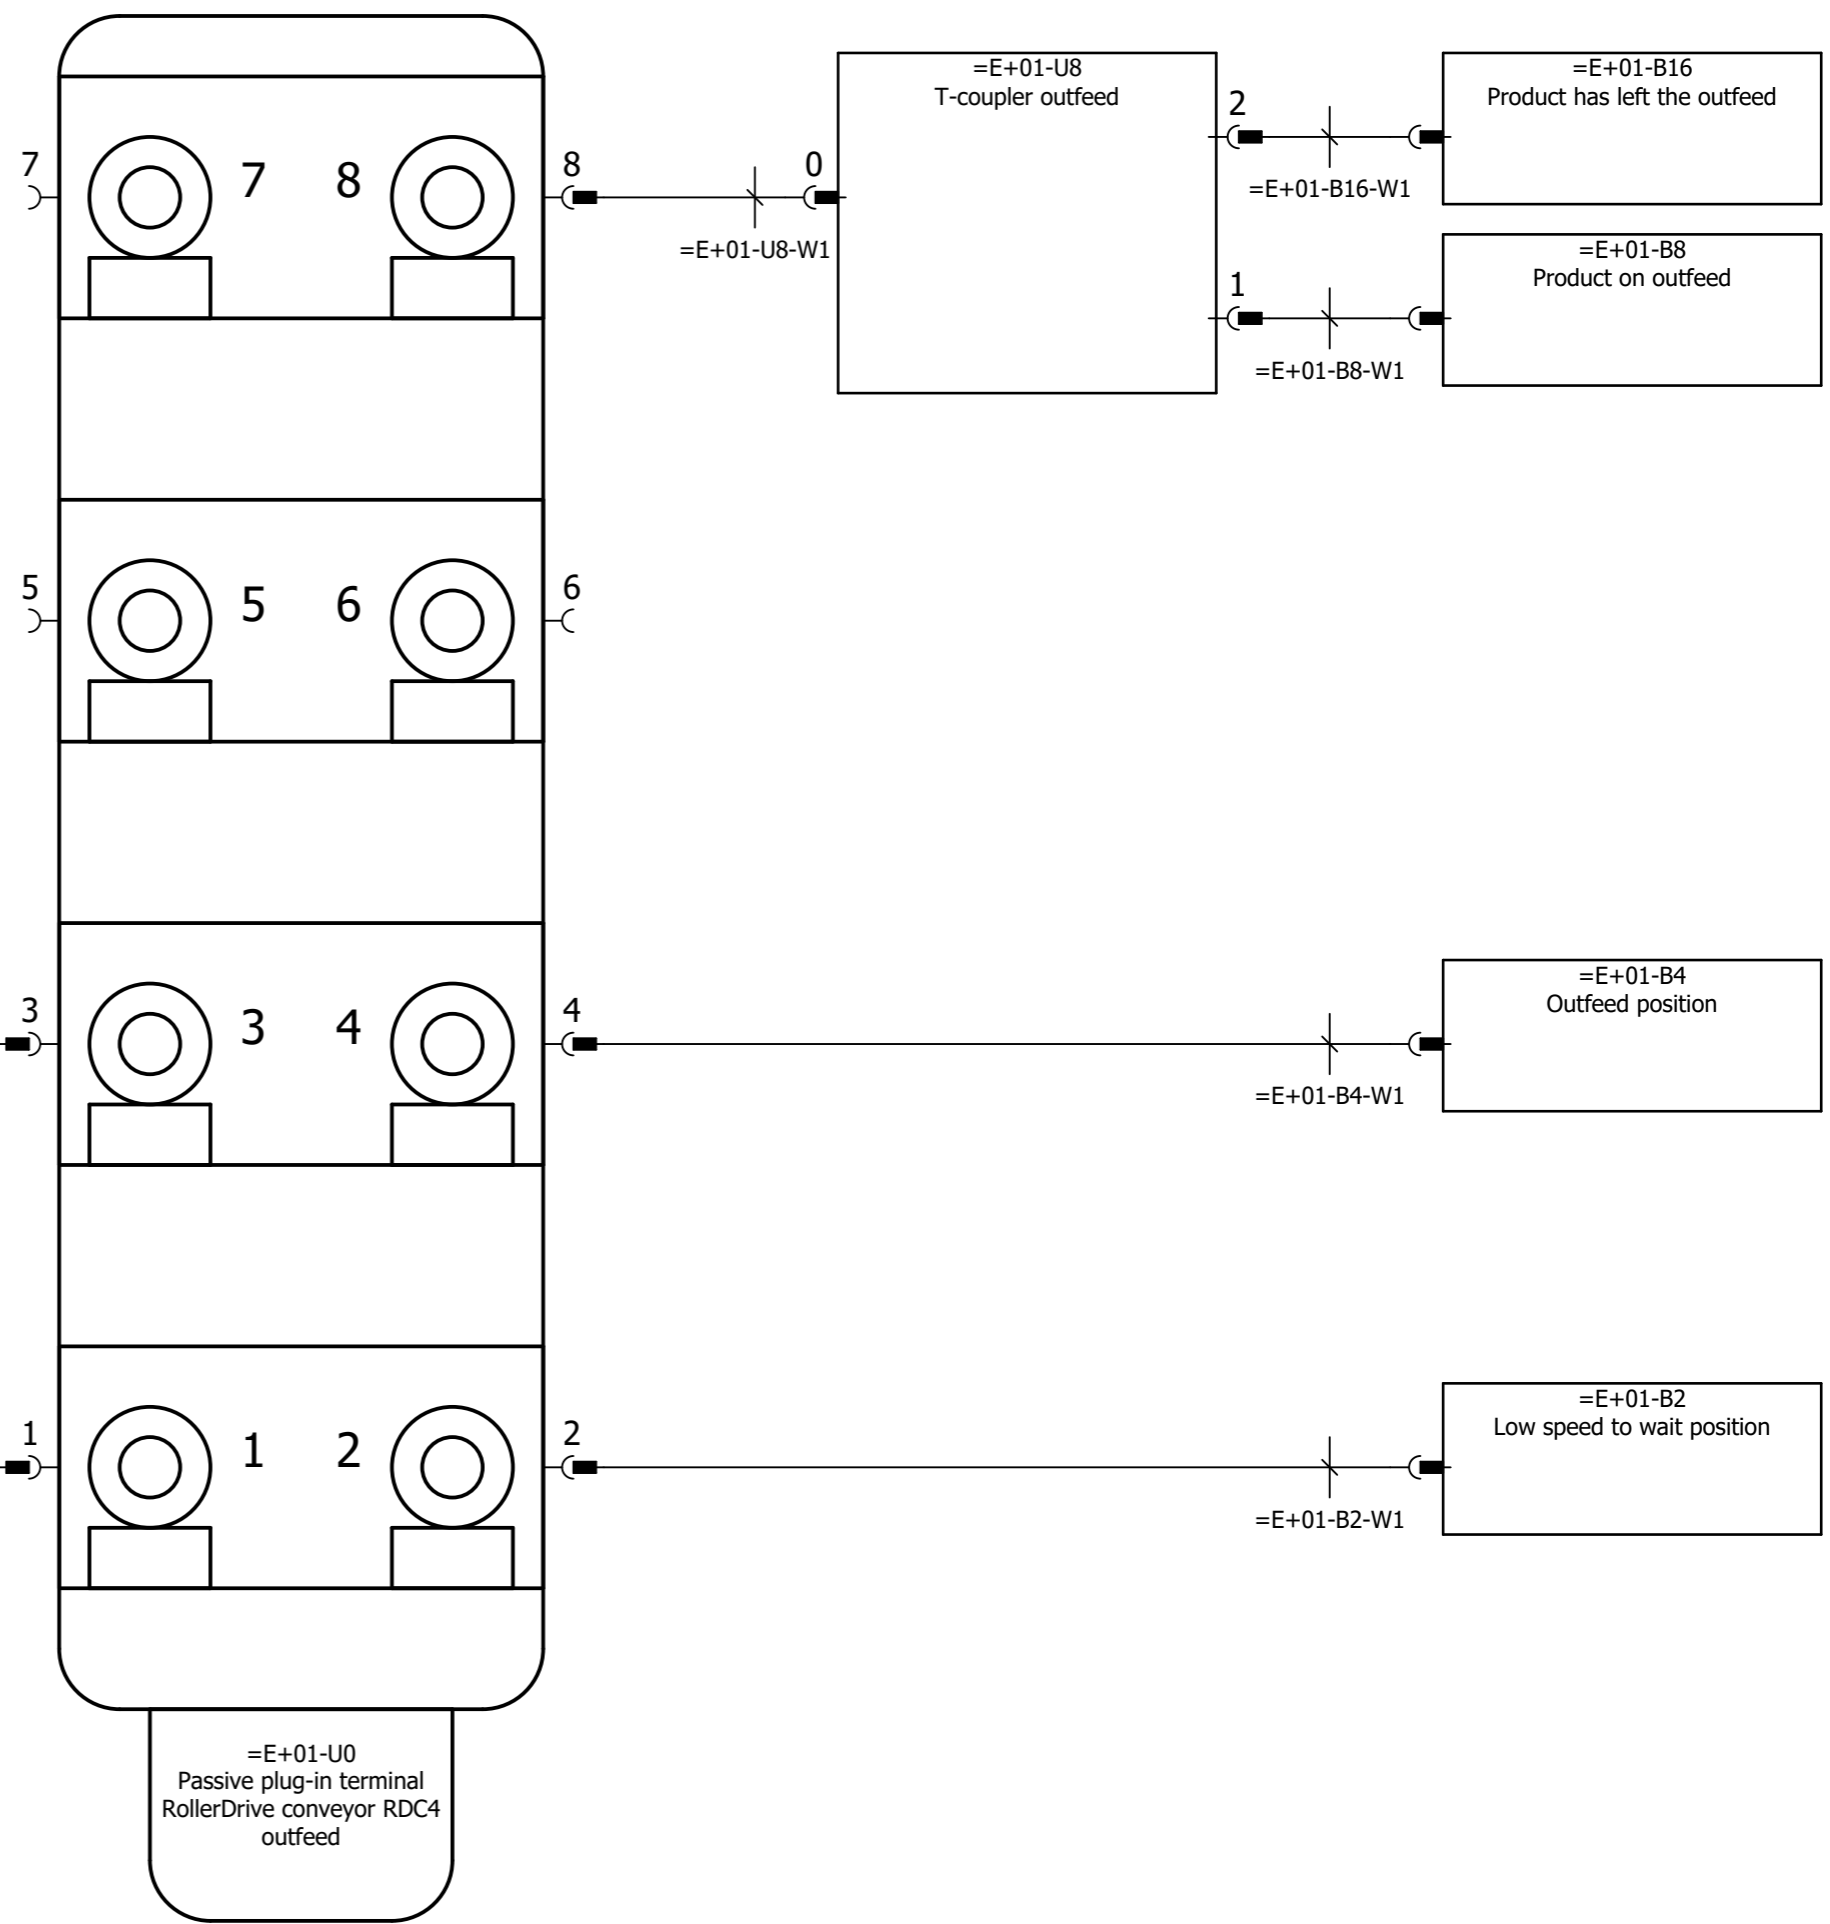 =E+01-U8
T-coupler outfeed
=E+01-B16
Product has left the outfeed
2
=E+01-B16-W1
7
7
8
8
0
=E+01-U8-W1
=E+01-B8
Product on outfeed
1
=E+01-B8-W1
5
5
6
6
3
3
4
4
=E+01-B4
Outfeed position
=E+01-B4-W1
1
1
2
2
=E+01-B2
Low speed to wait position
=E+01-B2-W1
=E+01-U0
Passive plug-in terminal
RollerDrive conveyor RDC4
outfeed